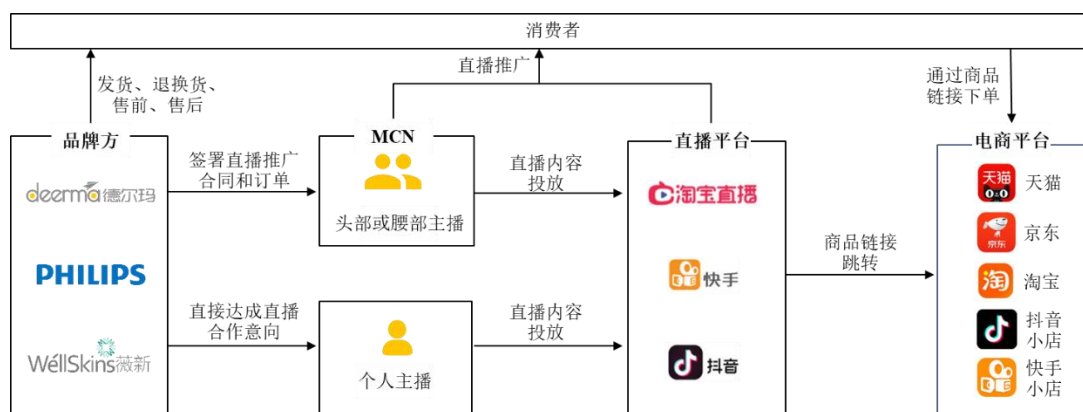 消费者
发货、退换货、
售前、售后
直播推广
通过商品
链接下单
品牌方
deerma德尔玛
PHILIPS
WéllSkins薇新
签署直播推广
合同和订单
直接达成直播
合作意向
MCN
头部或腰部主播
个人主播
直播内容
投放
直播内容
投放
直播平台
淘宝直播
快手
抖音
商品链接
跳转
电商平台
天猫
天猫
京东
京东
淘
淘宝
抖音
小店
快手
小店